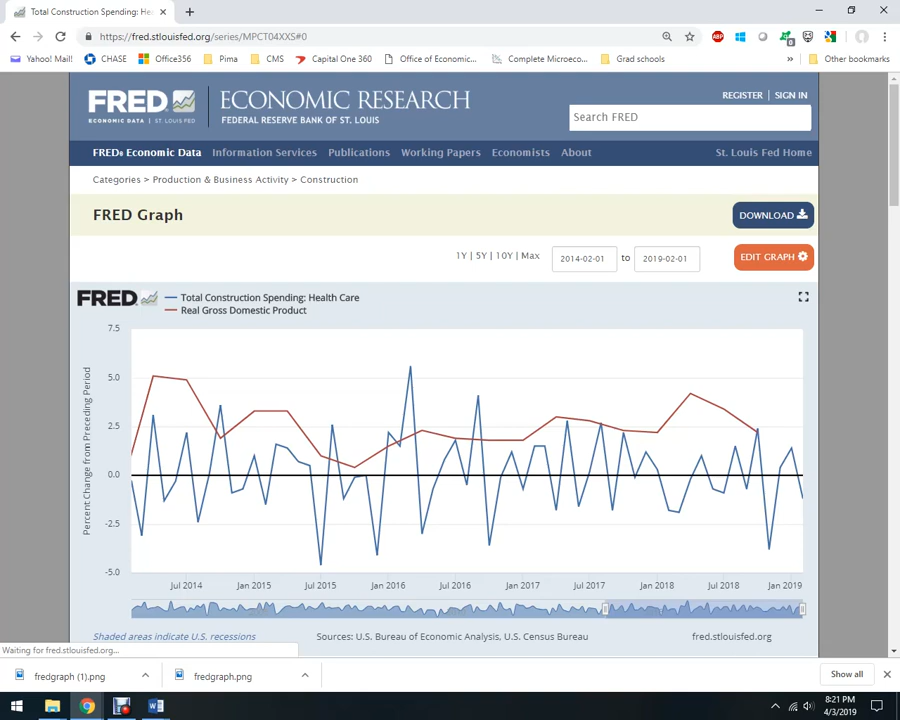 Total Construction Spending: Hea
https://fred.stlouisfed.org/series/MPCT04XXS#0
ABP
6
Yahoo! Mail!
CHASE
Office356
Pima
CMS
Capital One 360
Office of Economic...
Complete Microeco...
Grad schools
»
Other bookmarks
FRED
ECONOMIC DATA | ST. LOUIS FED
ECONOMIC RESEARCH
FEDERAL RESERVE BANK OF ST. LOUIS
REGISTER | SIGN IN
Search FRED
FRED® Economic Data
Information Services
Publications
Working Papers
Economists
About
St. Louis Fed Home
Categories > Production & Business Activity > Construction
FRED Graph
DOWNLOAD
1Y | 5Y | 10Y | Max
2014-02-01
to
2019-02-01
EDIT GRAPH
FRED
Total Construction Spending: Health Care
Real Gross Domestic Product
Percent Change from Preceding Period
7.5
5.0
2.5
0.0
-2.5
-5.0
Jul 2014
Jan 2015
Jul 2015
Jan 2016
Jul 2016
Jan 2017
Jul 2017
Jan 2018
Jul 2018
Jan 2019
Shaded areas indicate U.S. recessions
Sources: U.S. Bureau of Economic Analysis, U.S. Census Bureau
fred.stlouisfed.org
Waiting for fred.stlouisfed.org...
fredgraph (1).png
fredgraph.png
Show all
8:21 PM
4/3/2019